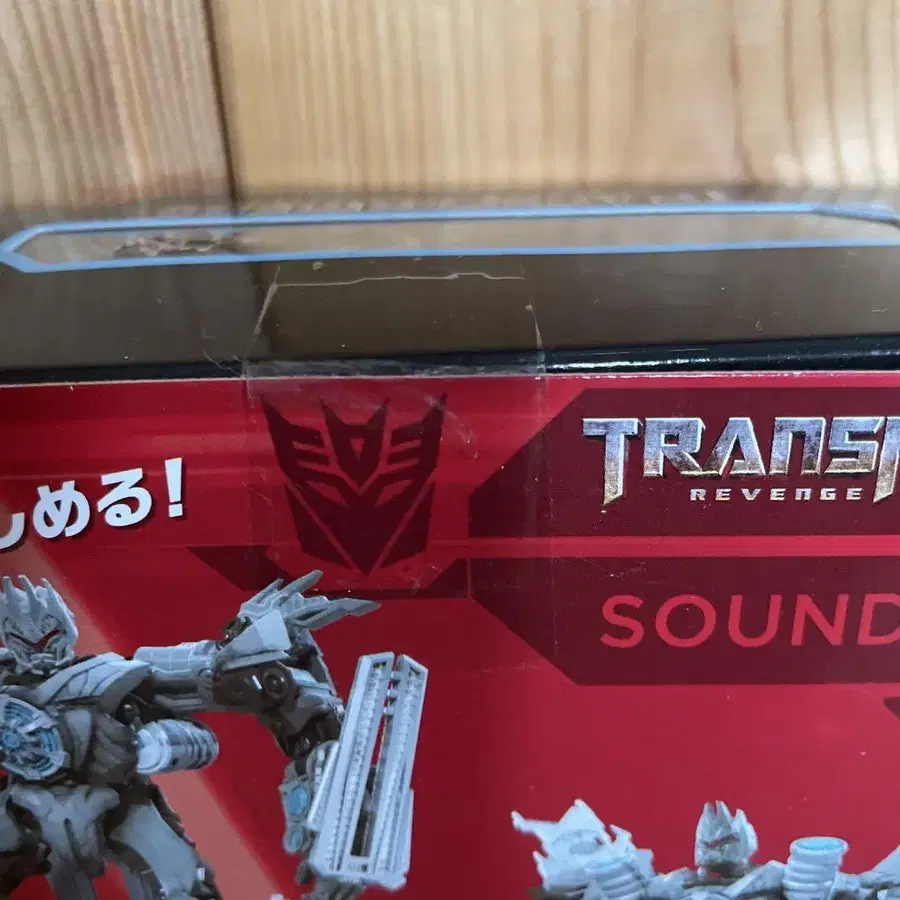 しめる!
TRANSF
REVENGE
SOUND